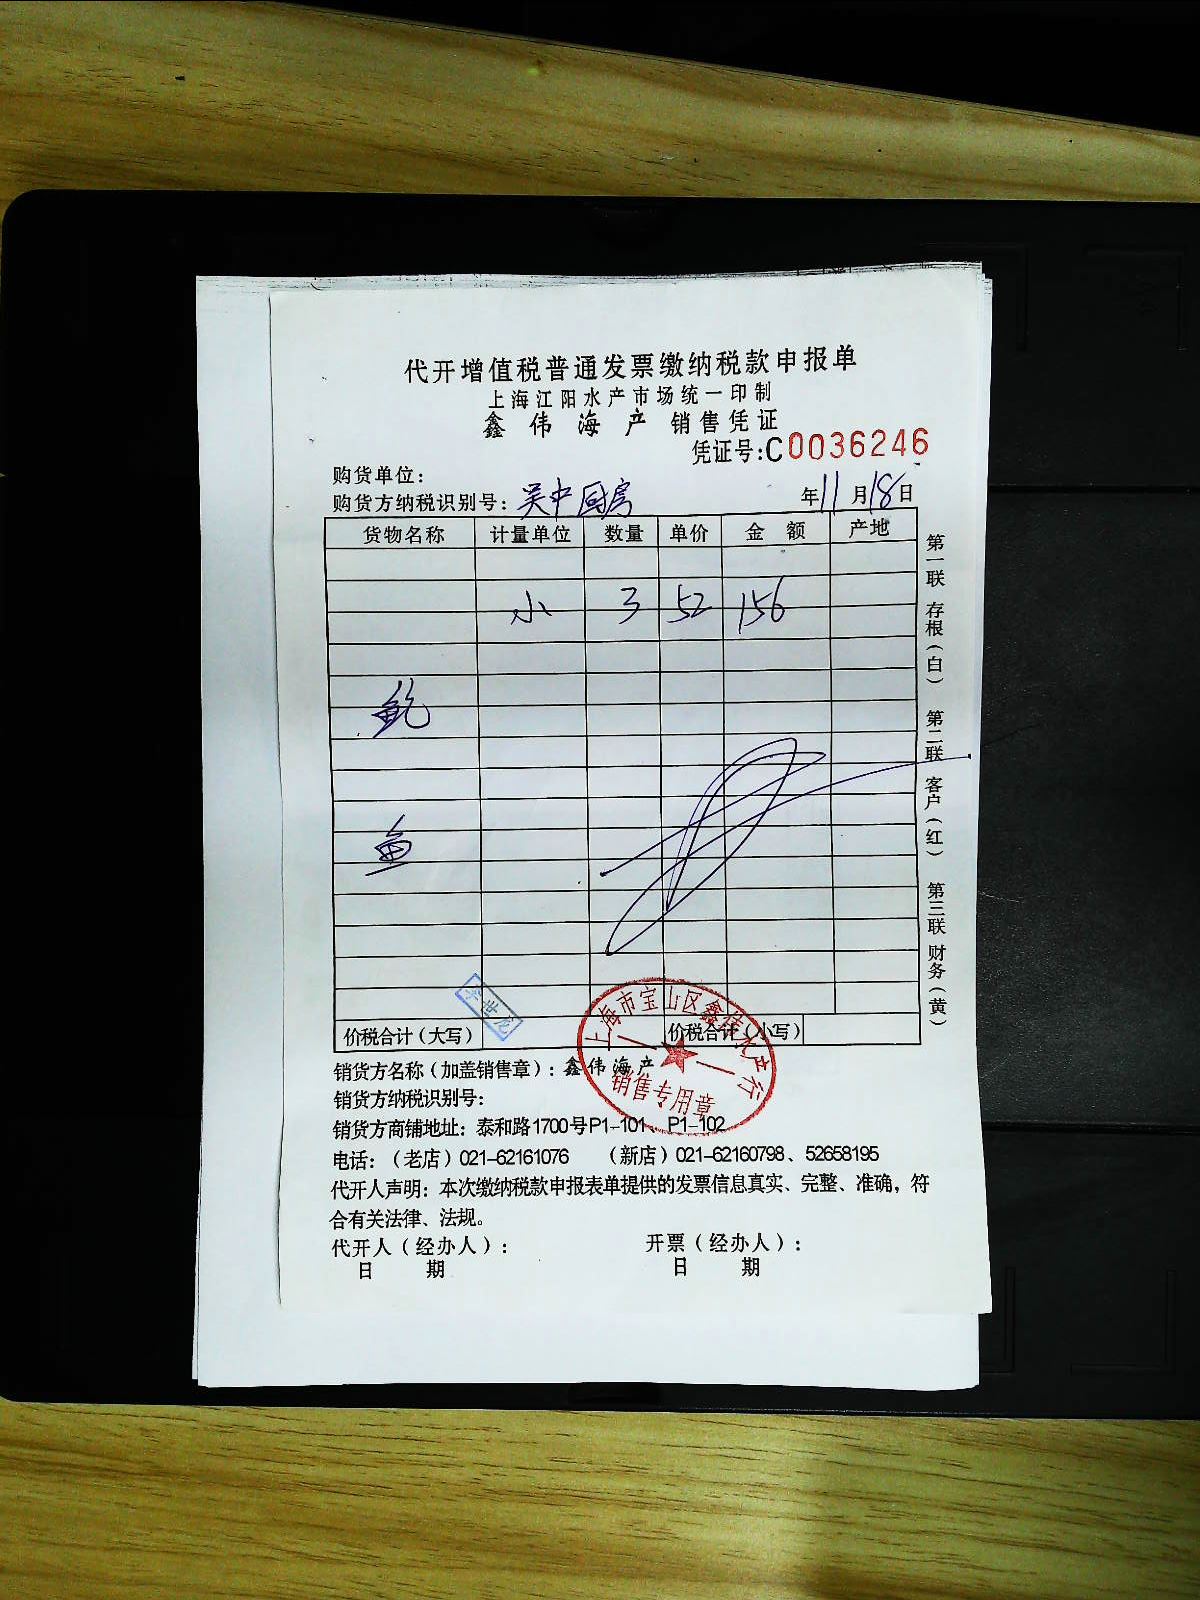 代开增值税普通发票缴纳税款申报单
上海江阳水产市场统一印制
鑫伟海产 销售凭证
凭证号:C0036246
购货单位:
购货方纳税识别号: 吴中厨房 年11月18日
货物名称 计量单位 数量 单价 金额 产地
小 3 52 156
鲍
鱼
价税合计(大写) 价税合计(小写)
李世龙
上海市宝山区鑫伟水产行
销售专用章
销货方名称(加盖销售章): 鑫伟海产
销货方纳税识别号:
销货方商铺地址: 泰和路1700号P1-101、P1-102
电话:(老店)021-62161076 (新店)021-62160798、52658195
代开人声明: 本次缴纳税款申报表单提供的发票信息真实、完整、准确, 符
合有关法律、法规。
代开人(经办人): 开票(经办人):
日 期 日 期
第一联 存根(白) 第二联 客户(红) 第三联 财务(黄)